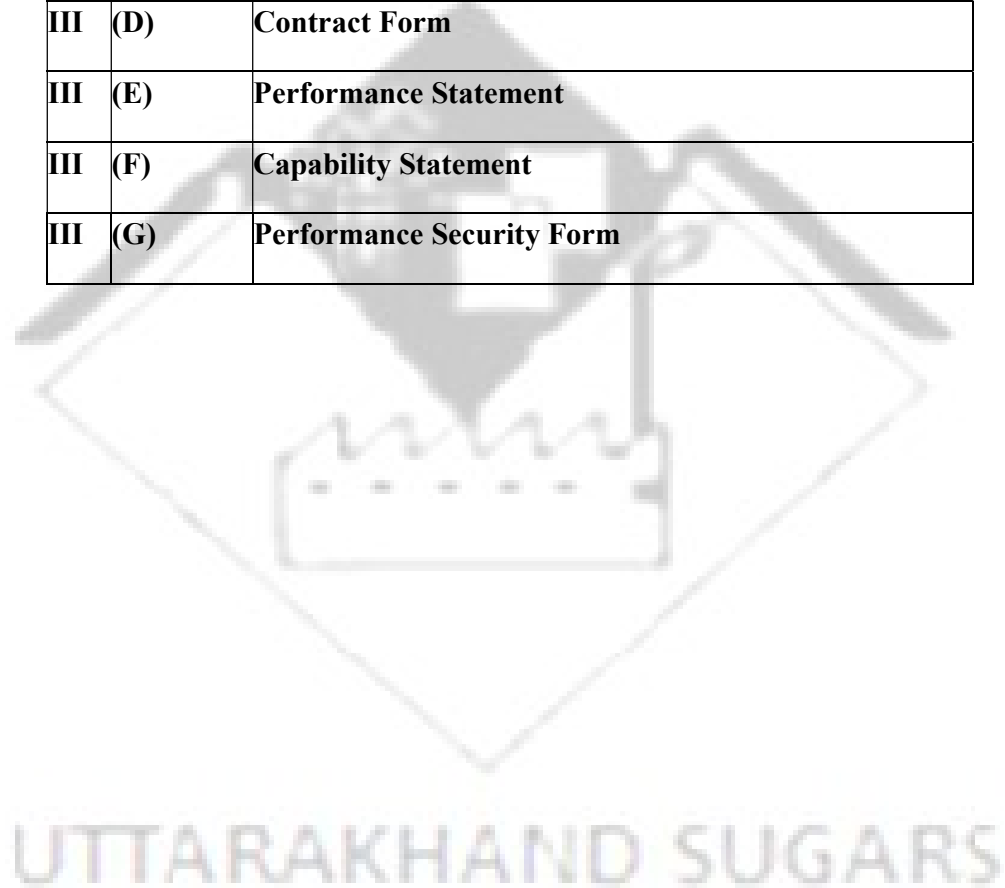 III (D) Contract Form
III (E) Performance Statement
III (F) Capability Statement
III (G) Performance Security Form
UTTARAKHAND SUGARS